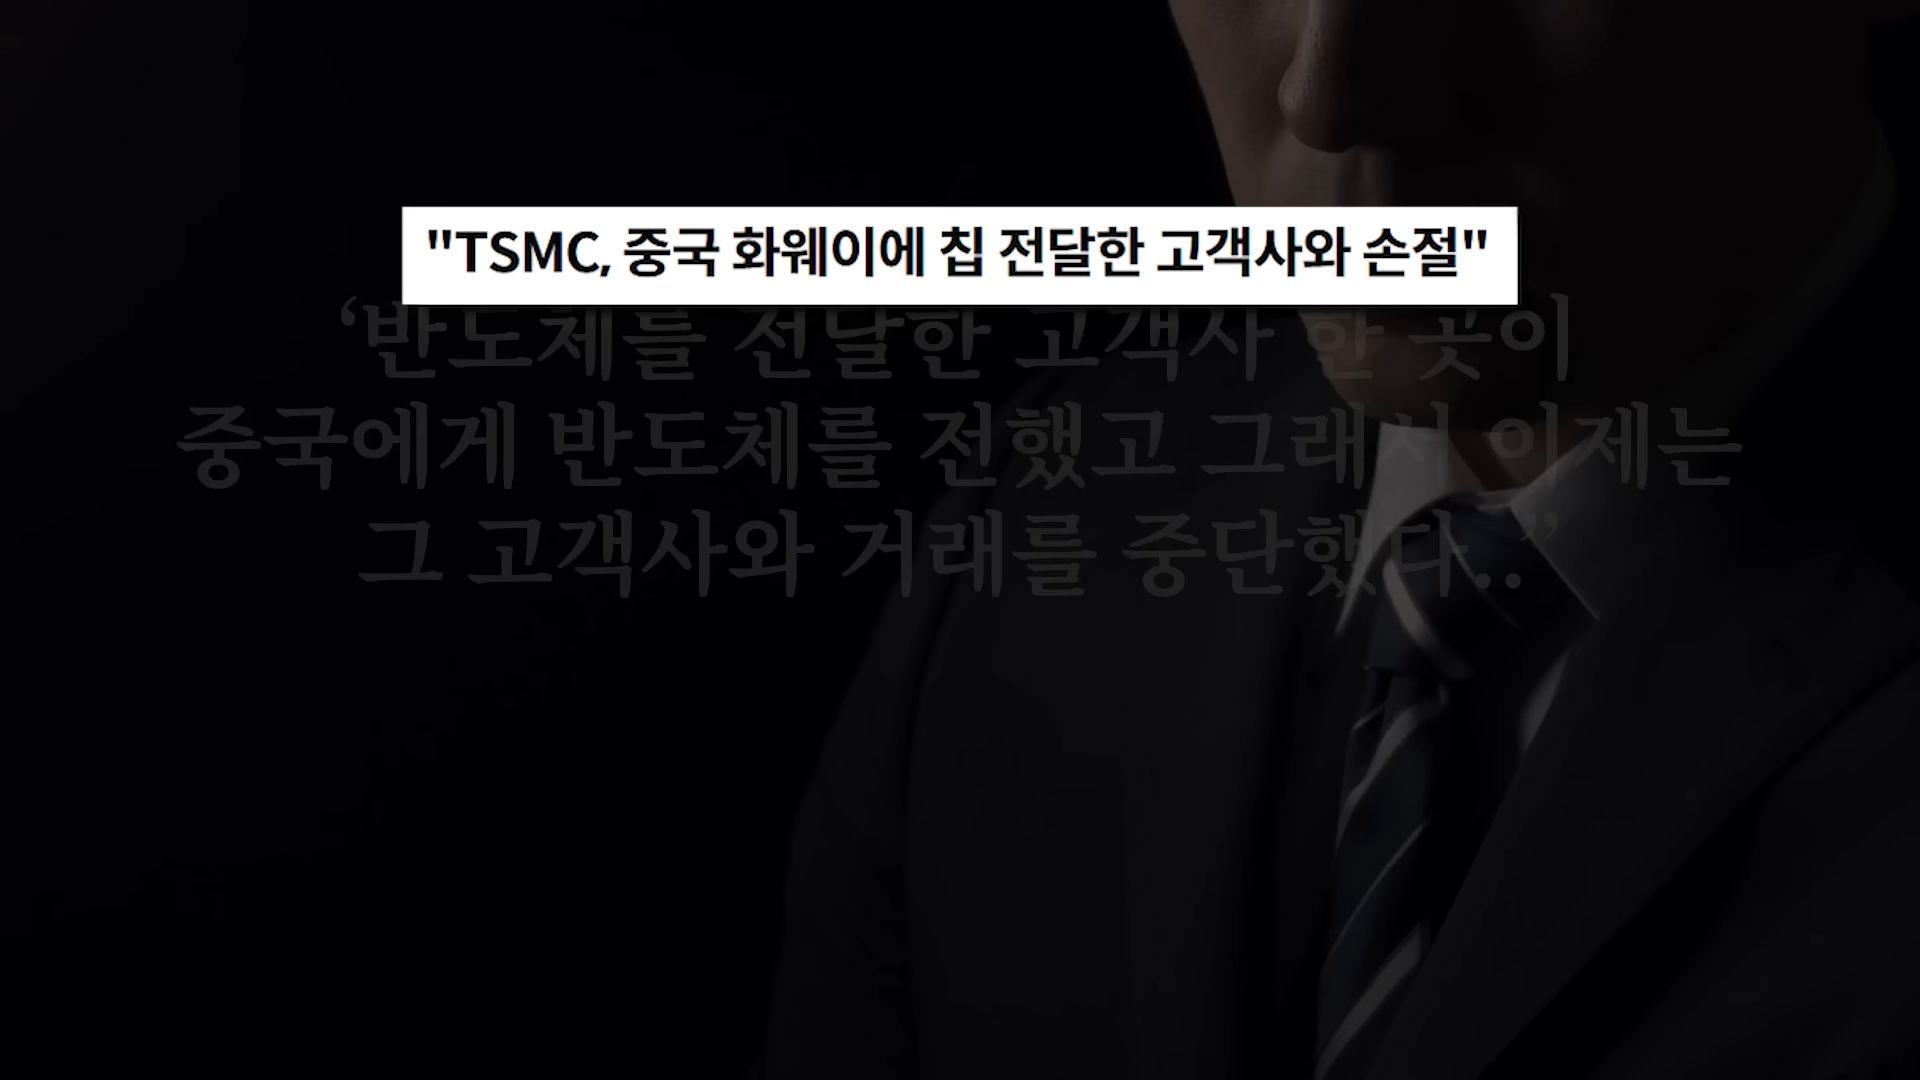 "TSMC, 중국 화웨이에 칩 전달한 고객사와 손절"
‘반도체를 전달한 고객사 한 곳이
중국에게 반도체를 전했고 그래서 이제는
그 고객사와 거래를 중단했다..’